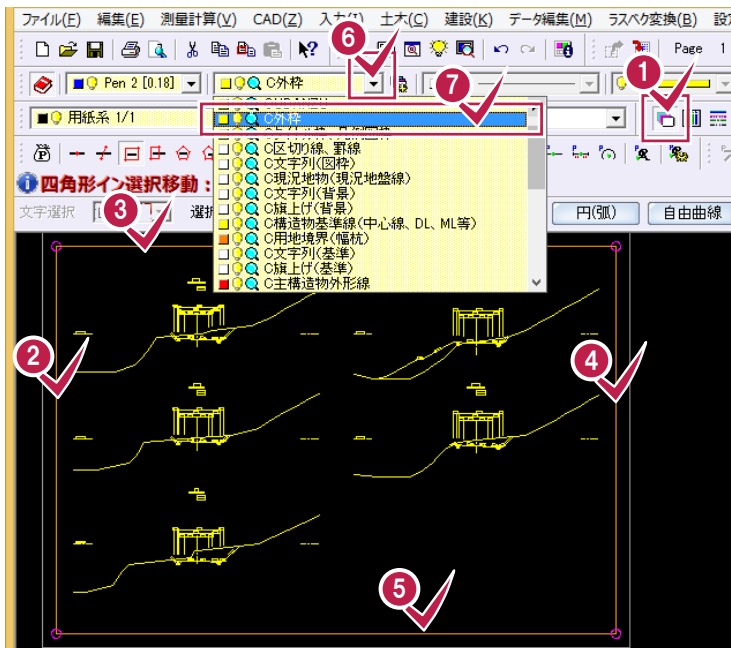 ファイル(F) 編集(E) 測量計算(V) CAD(Z) 入力(I) 土木(C) 建設(K) データ編集(M) ラスベク変換(B) 設
Page 1
Pen 2 [0.18] C外枠
用紙系 1/1
C外枠
C区切り線、罫線
C文字列(図枠)
C現況地物(現況地盤線)
C文字列(背景)
C旗上げ(背景)
C構造物基準線(中心線、DL、ML等)
C用地境界(幅杭)
C文字列(基準)
C旗上げ(基準)
C主構造物外形線
四角形イン選択移動:
文字選択 選択
円(弧) 自由曲線
1
2
3
4
5
6
7